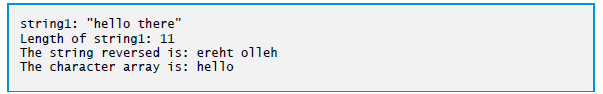 string1: "hello there"
Length of string1: 11
The string reversed is: ereht olleh
The character array is: hello